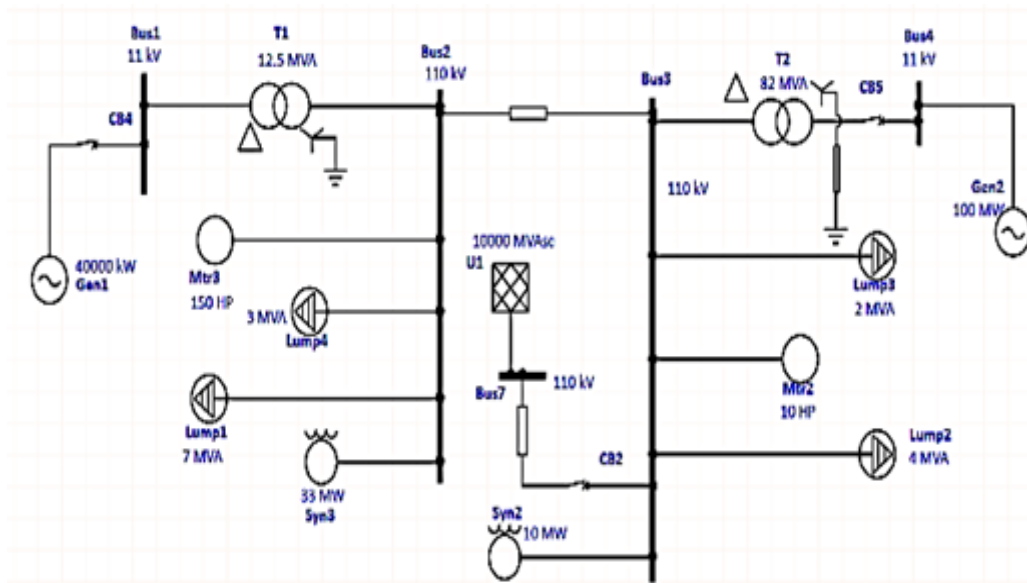 Bus1
11 kV
T1
12.5 MVA
CB4
40000 kW
Gen1
Bus2
110 kV
Mtr3
150 HP
3 MVA
Lump4
Lump1
7 MVA
33 MW
Syn3
10000 MVAsc
U1
Bus7
110 kV
CB2
Syn2
10 MW
Bus3
110 kV
T2
82 MVA
CB5
Bus4
11 kV
Gen2
100 MW
Lump3
2 MVA
Mtr2
10 HP
Lump2
4 MVA